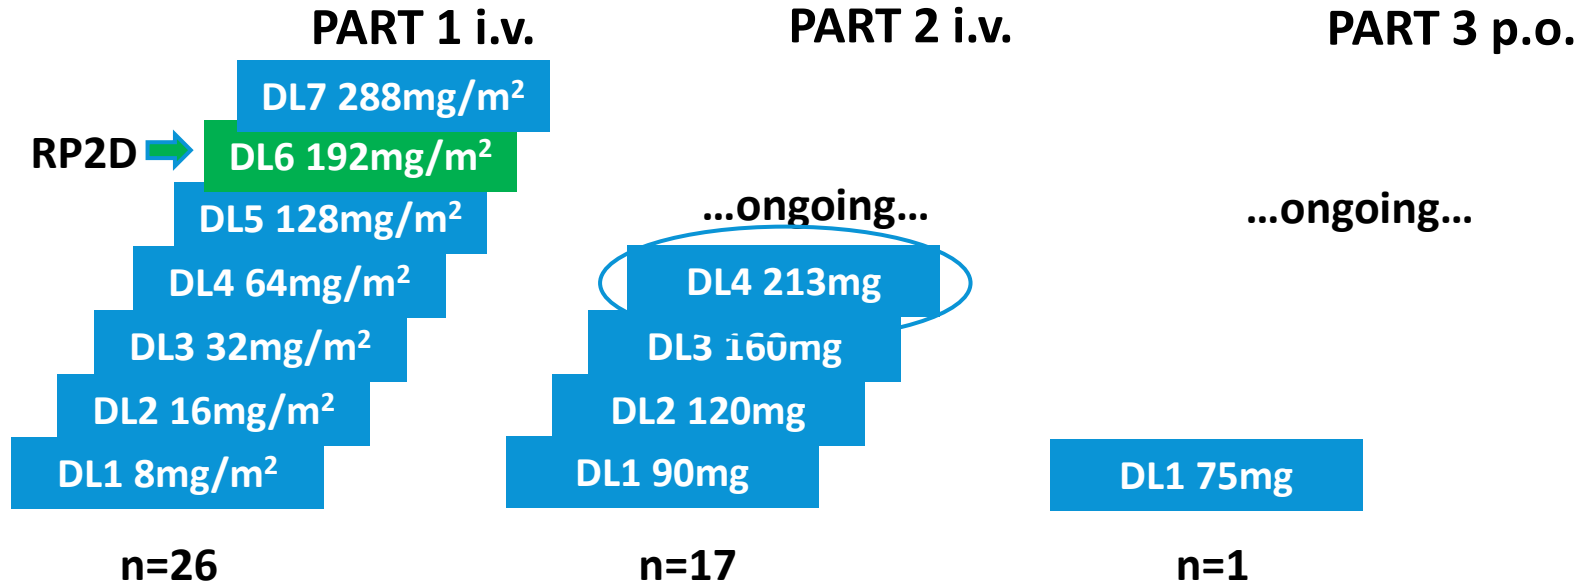 PART 1 i.v.
DL7 288mg/m²
RP2D
DL6 192mg/m²
DL5 128mg/m²
DL4 64mg/m²
DL3 32mg/m²
DL2 16mg/m²
DL1 8mg/m²
n=26
PART 2 i.v.
...ongoing...
DL4 213mg
DL3 160mg
DL2 120mg
DL1 90mg
n=17
PART 3 p.o.
...ongoing...
DL1 75mg
n=1